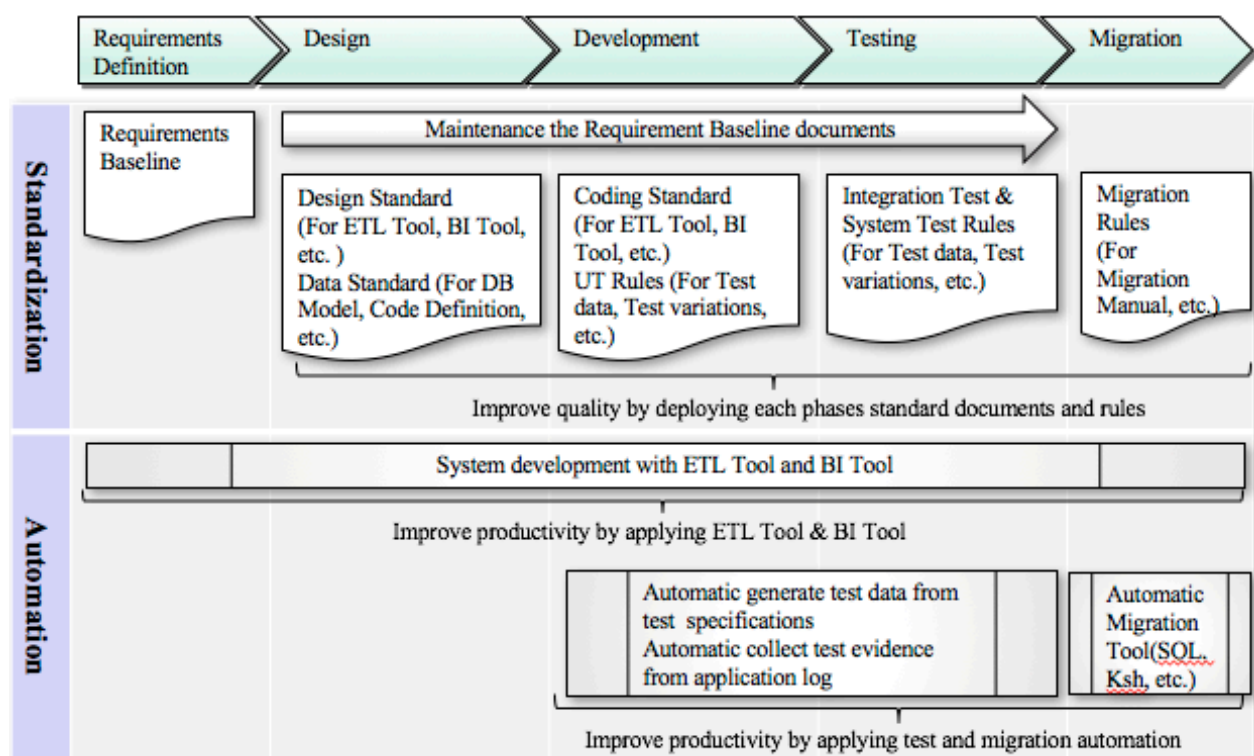 Requirements
Definition
Design
Development
Testing
Migration
Standardization
Requirements
Baseline
Maintenance the Requirement Baseline documents
Design Standard
(For ETL Tool, BI Tool,
etc. )
Data Standard (For DB
Model, Code Definition,
etc.)
Coding Standard
(For ETL Tool, BI
Tool, etc.)
UT Rules (For Test
data, Test variations,
etc.)
Integration Test &
System Test Rules
(For Test data, Test
variations, etc.)
Migration
Rules
(For
Migration
Manual, etc.)
Improve quality by deploying each phases standard documents and rules
Automation
System development with ETL Tool and BI Tool
Improve productivity by applying ETL Tool & BI Tool
Automatic generate test data from
test specifications
Automatic collect test evidence
from application log
Automatic
Migration
Tool(SQL,
Ksh, etc.)
Improve productivity by applying test and migration automation